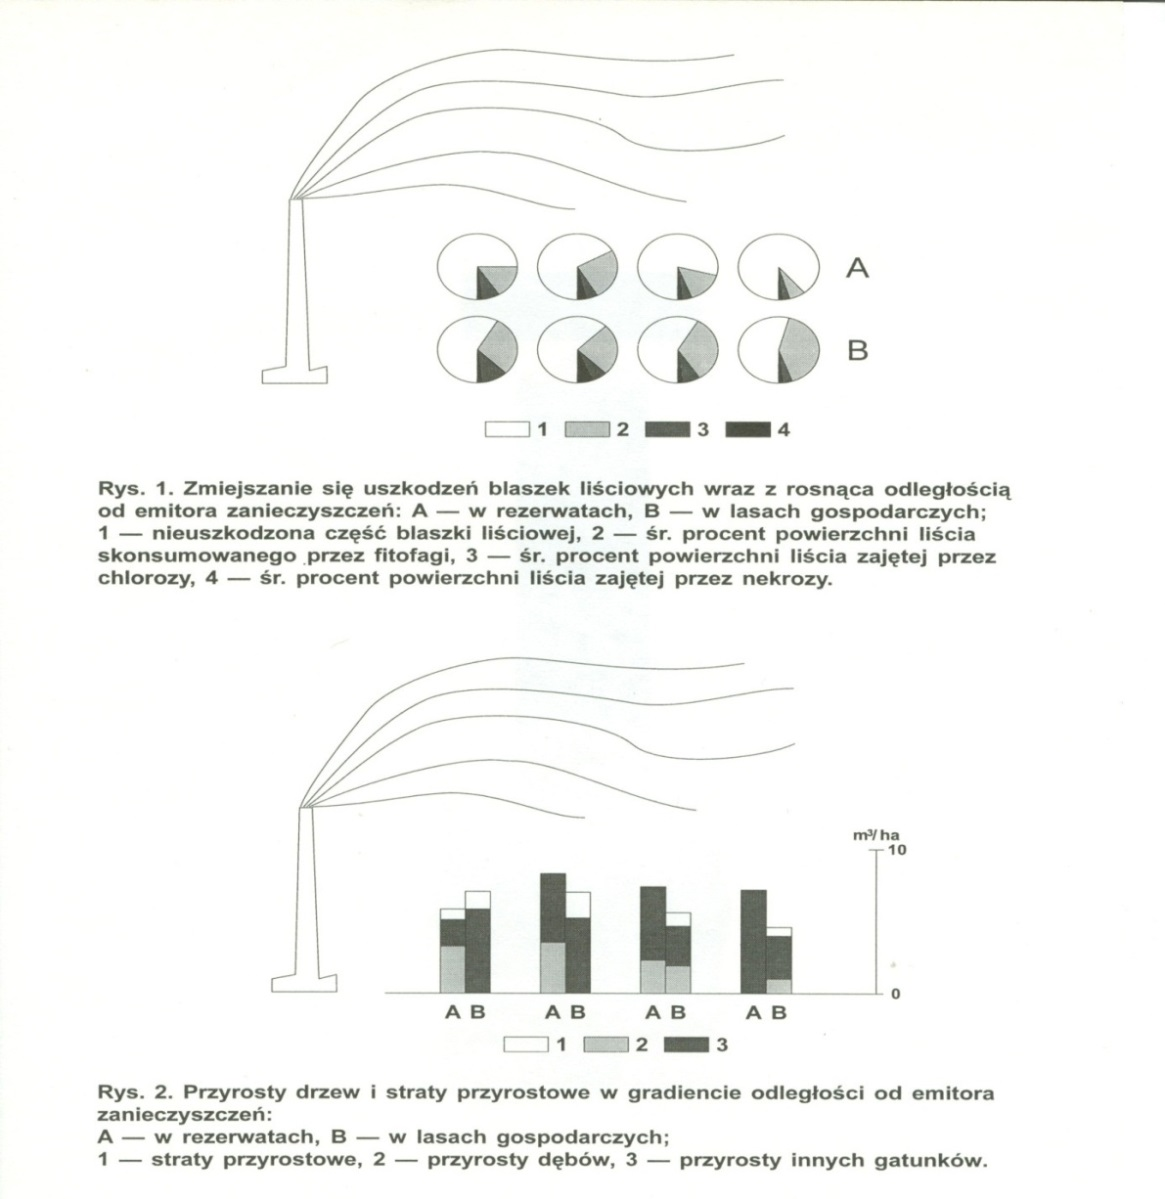 A
B
1 2 3 4
Rys. 1. Zmiejszanie się uszkodzeń blaszek liściowych wraz z rosnąca odległością
od emitora zanieczyszczeń: A — w rezerwatach, B — w lasach gospodarczych;
1 — nieuszkodzona część blaszki liściowej, 2 — śr. procent powierzchni liścia
skonsumowanego przez fitofagi, 3 — śr. procent powierzchni liścia zajętej przez
chlorozy, 4 — śr. procent powierzchni liścia zajętej przez nekrozy.
m³/ha
10
0
A B A B A B A B
1 2 3
Rys. 2. Przyrosty drzew i straty przyrostowe w gradiencie odległości od emitora
zanieczyszczeń:
A — w rezerwatach, B — w lasach gospodarczych;
1 — straty przyrostowe, 2 — przyrosty dębów, 3 — przyrosty innych gatunków.